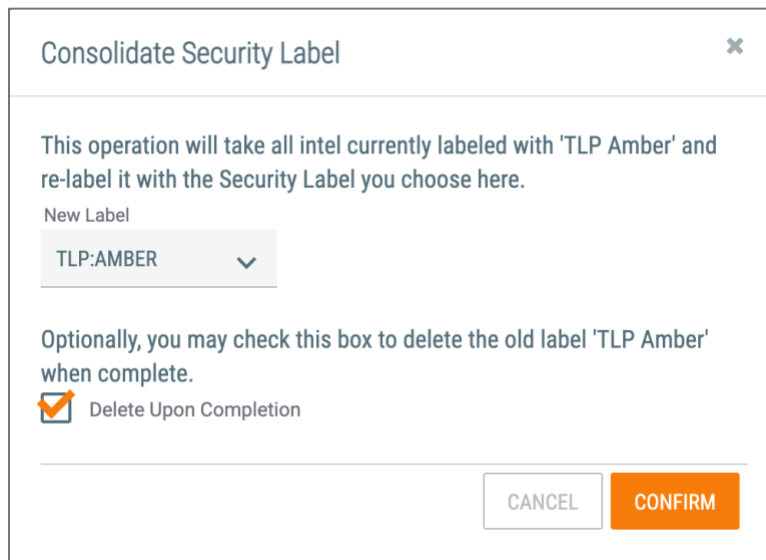 Consolidate Security Label
This operation will take all intel currently labeled with 'TLP Amber' and
re-label it with the Security Label you choose here.
New Label
TLP:AMBER
Optionally, you may check this box to delete the old label 'TLP Amber'
when complete.
Delete Upon Completion
CANCEL
CONFIRM